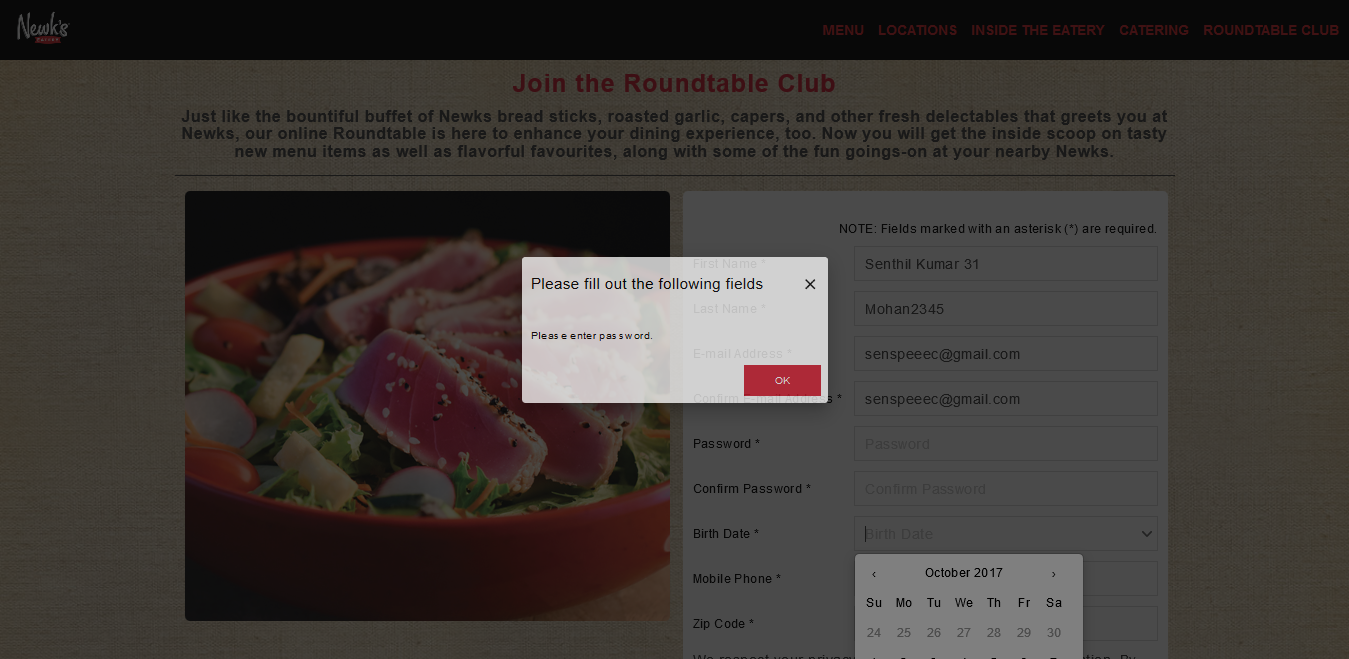 Newk's
EATERY
MENU LOCATIONS INSIDE THE EATERY CATERING ROUNDTABLE CLUB
Join the Roundtable Club
Just like the bountiful buffet of Newks bread sticks, roasted garlic, capers, and other fresh delectables that greets you at
Newks, our online Roundtable is here to enhance your dining experience, too. Now you will get the inside scoop on tasty
new menu items as well as flavorful favourites, along with some of the fun goings-on at your nearby Newks.
NOTE: Fields marked with an asterisk (*) are required.
First Name * Senthil Kumar 31
Please fill out the following fields ×
Last Name * Mohan2345
Please enter password.
E-mail Address * senspeeec@gmail.com
OK
Confirm E-mail Address * senspeeec@gmail.com
Password * Password
Confirm Password * Confirm Password
Birth Date * Birth Date
‹ October 2017 ›
Mobile Phone *
Su Mo Tu We Th Fr Sa
Zip Code *
24 25 26 27 28 29 30